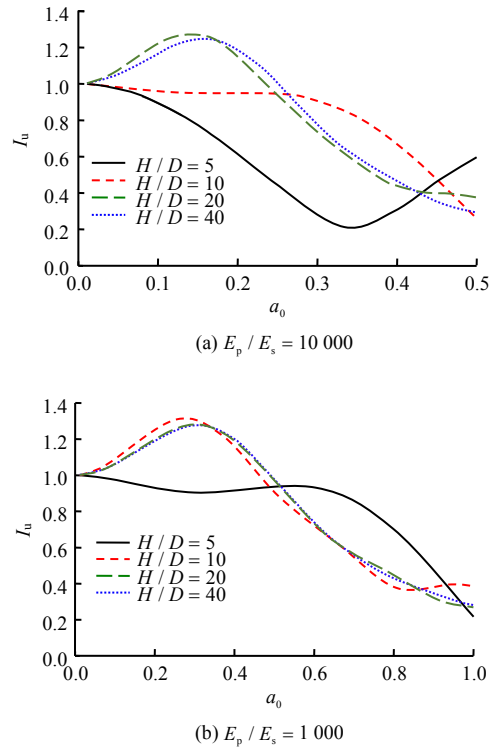 1.4
1.2
1.0
0.8
0.6
0.4
0.2
0.0
I_u
H / D = 5
H / D = 10
H / D = 20
H / D = 40
0.0 0.1 0.2 0.3 0.4 0.5
a_0
(a) E_p / E_s = 10 000
1.4
1.2
1.0
0.8
0.6
0.4
0.2
0.0
I_u
H / D = 5
H / D = 10
H / D = 20
H / D = 40
0.0 0.2 0.4 0.6 0.8 1.0
a_0
(b) E_p / E_s = 1 000